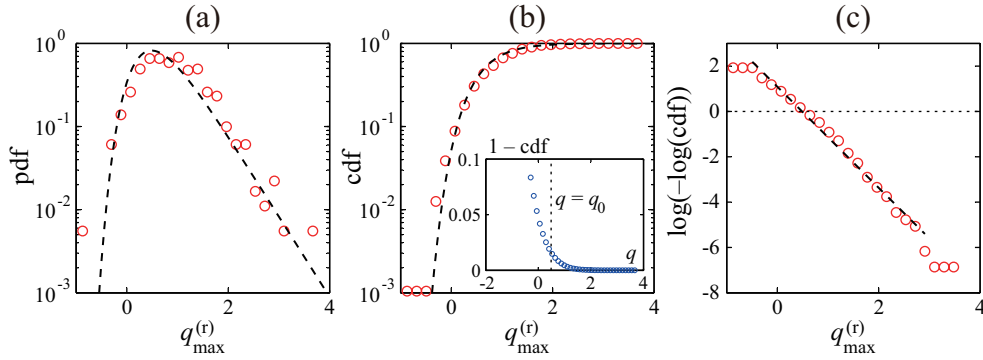 (a)
pdf
10^0
10^-1
10^-2
10^-3
0
2
4
q_max^(r)
(b)
cdf
10^0
10^-1
10^-2
10^-3
0
2
4
q_max^(r)
1 − cdf
0.1
0.05
0
-2
0
2
4
q = q_0
q
(c)
log(−log(cdf))
2
0
-2
-4
-6
-8
0
2
4
q_max^(r)